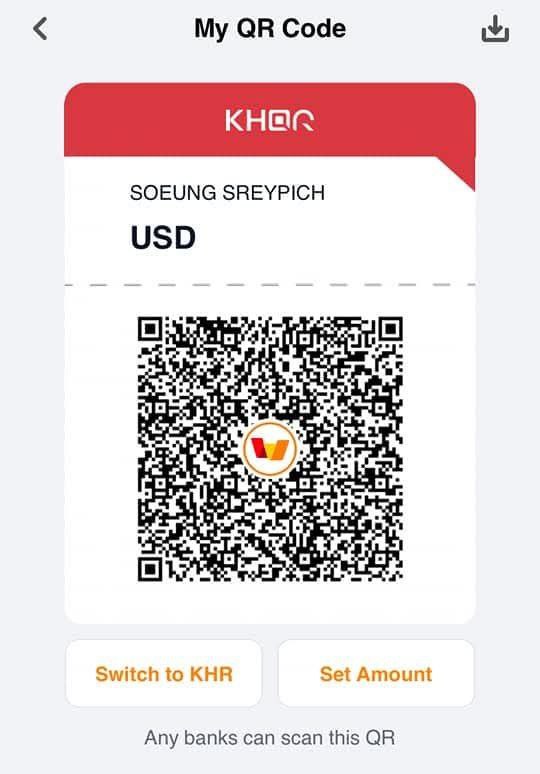 My QR Code
KHQR
SOEUNG SREYPICH
USD
Switch to KHR
Set Amount
Any banks can scan this QR